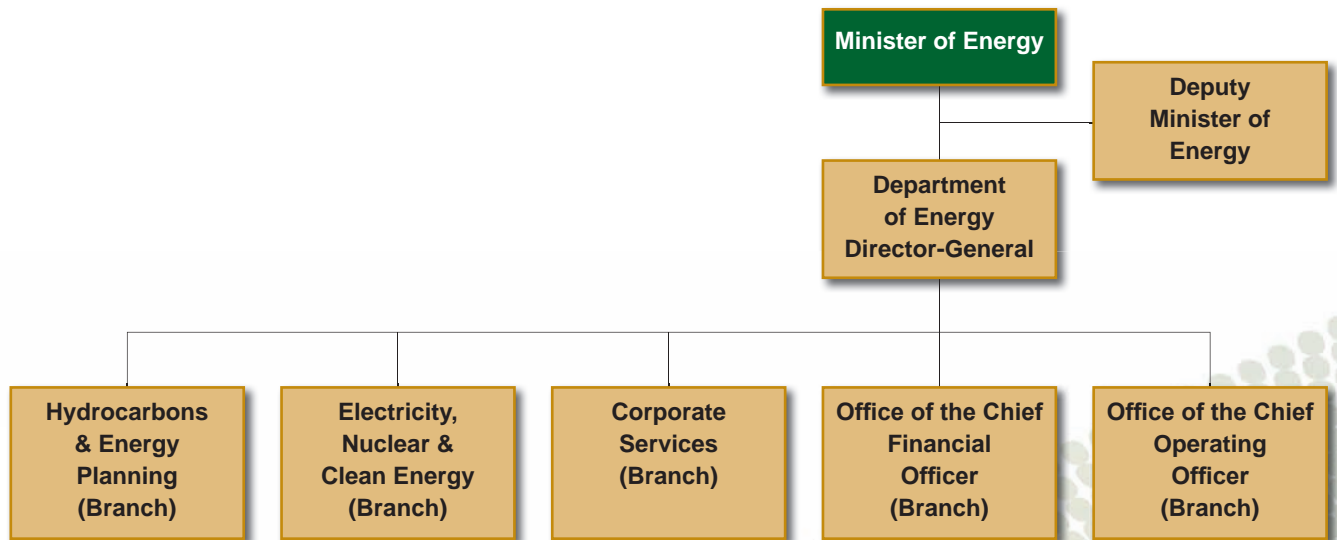 Minister of Energy
Deputy
Minister of
Energy
Department
of Energy
Director-General
Hydrocarbons
& Energy
Planning
(Branch)
Electricity,
Nuclear &
Clean Energy
(Branch)
Corporate
Services
(Branch)
Office of the Chief
Financial
Officer
(Branch)
Office of the Chief
Operating
Officer
(Branch)